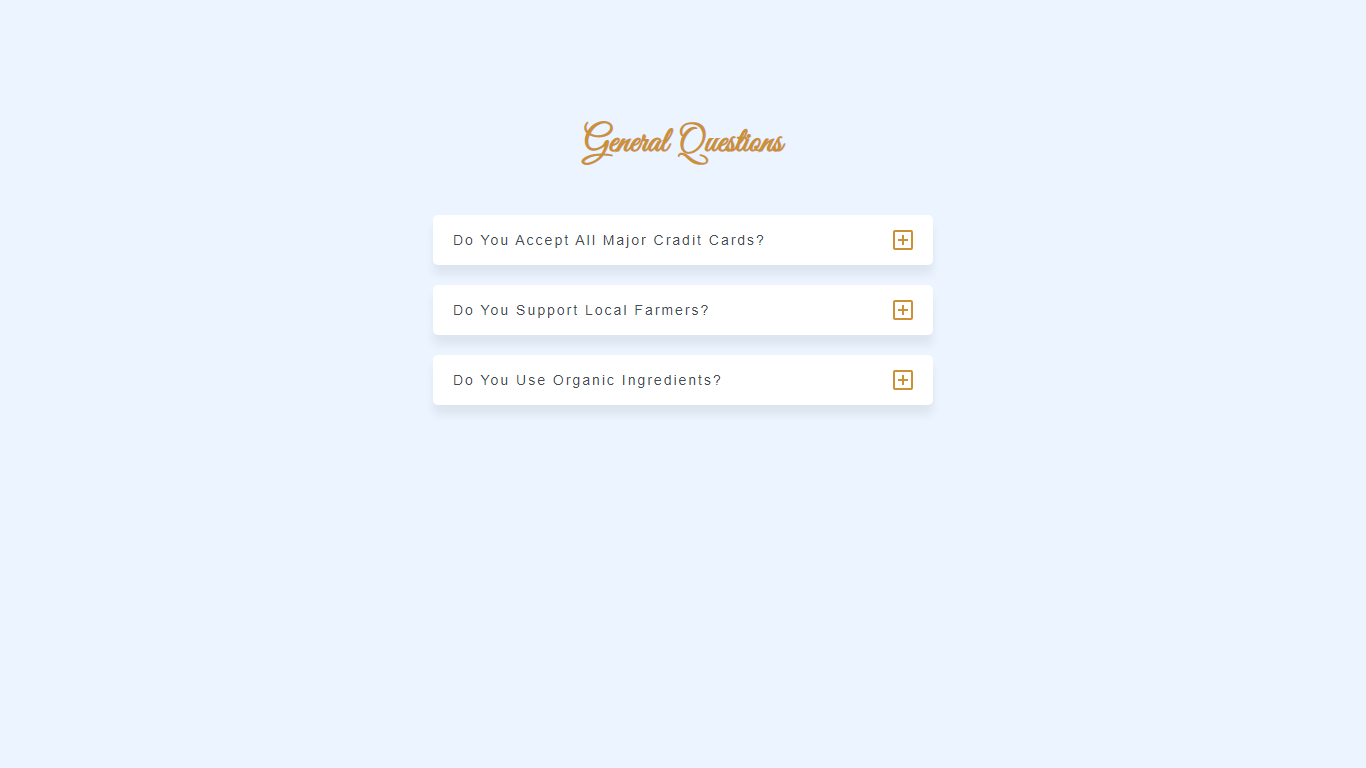 General Questions
Do You Accept All Major Cradit Cards?
Do You Support Local Farmers?
Do You Use Organic Ingredients?